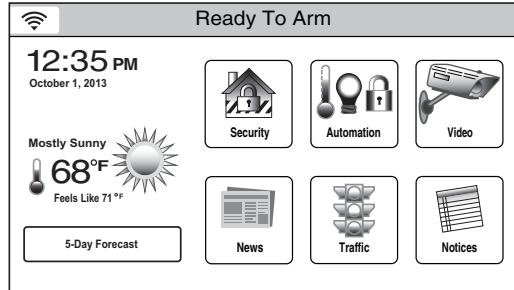 Ready To Arm
12:35 PM
October 1, 2013
Mostly Sunny
68°F
Feels Like 71°F
5-Day Forecast
Security
Automation
Video
News
Traffic
Notices